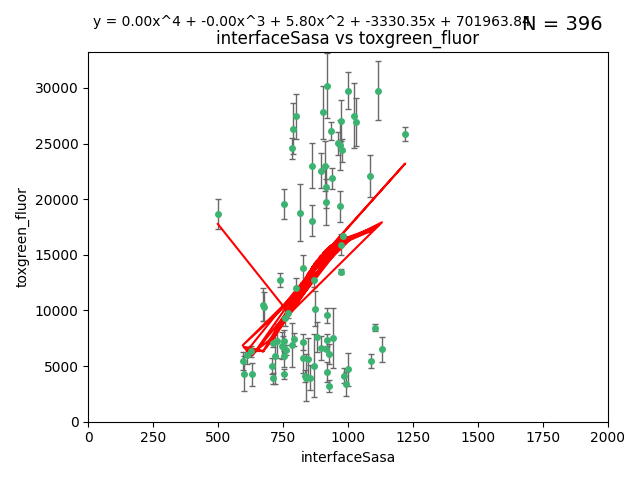 y = 0.00x^4 + -0.00x^3 + 5.80x^2 + -3330.35x + 701963.84
N = 396
interfaceSasa vs toxgreen_fluor
30000
25000
20000
15000
10000
5000
0
toxgreen_fluor
0 250 500 750 1000 1250 1500 1750 2000
interfaceSasa